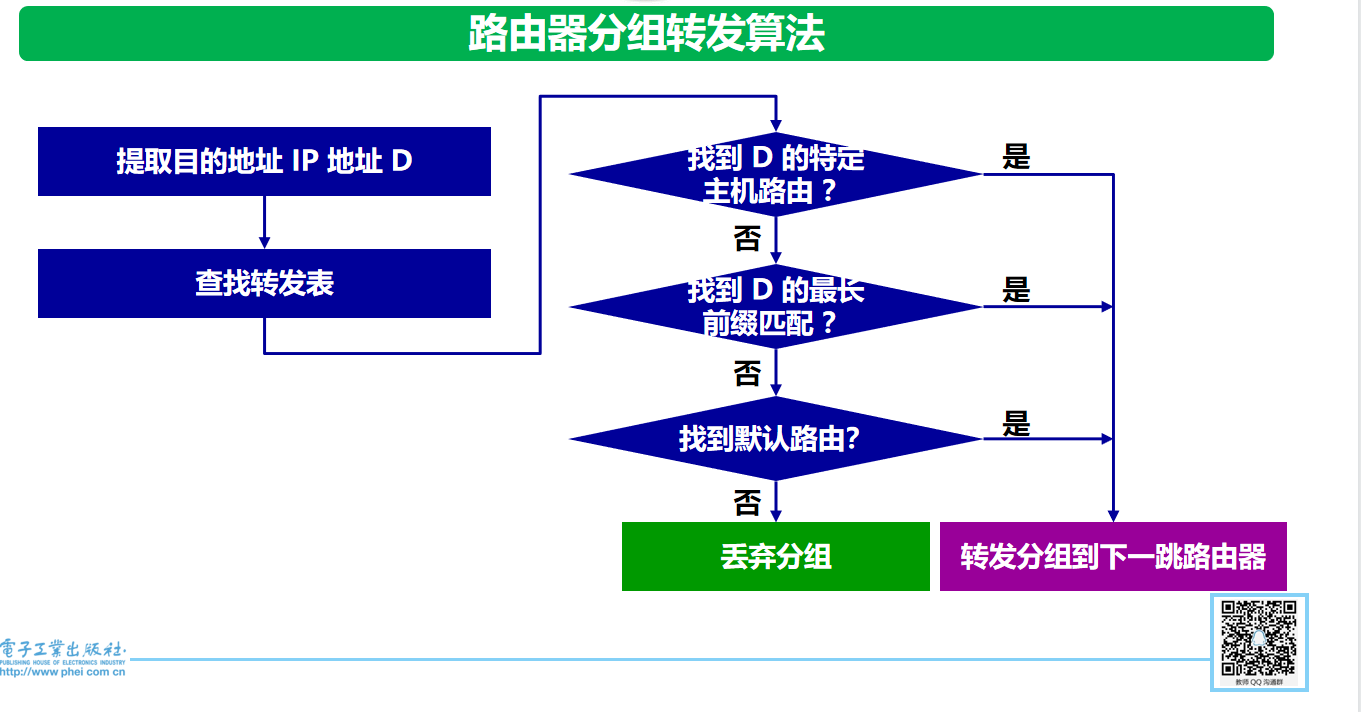 路由器分组转发算法
提取目的地址 IP 地址 D
查找转发表
找到 D 的特定
主机路由？
是
否
找到 D 的最长
前缀匹配？
是
否
找到默认路由?
是
否
丢弃分组
转发分组到下一跳路由器
電子工業出版社·
PUBLISHING HOUSE OF ELECTRONICS INDUSTRY
http://www phei com cn
教师 QQ 沟通群